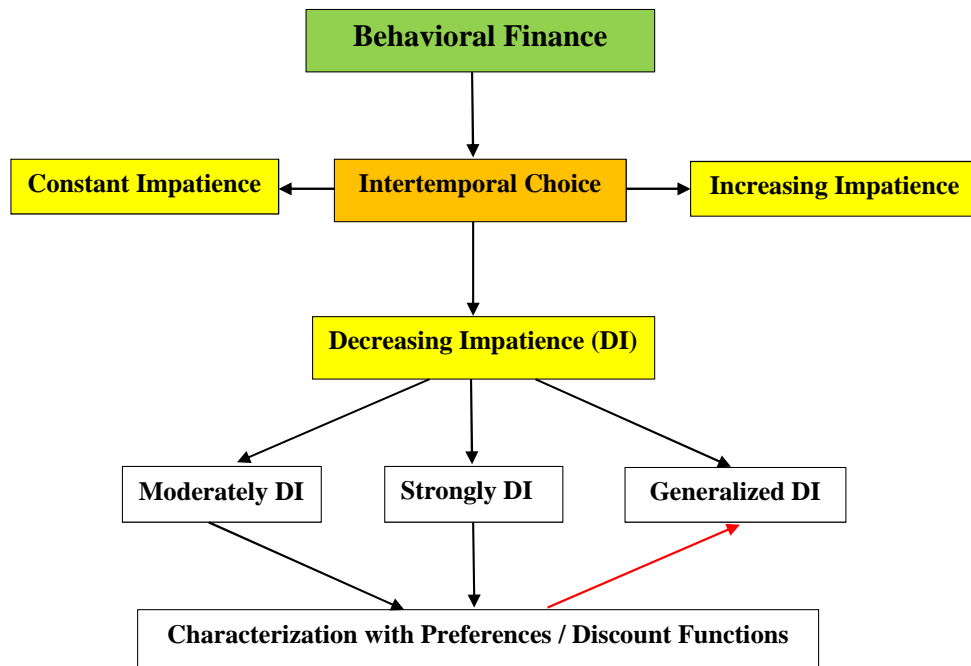 Behavioral Finance
Constant Impatience
Intertemporal Choice
Increasing Impatience
Decreasing Impatience (DI)
Moderately DI
Strongly DI
Generalized DI
Characterization with Preferences / Discount Functions